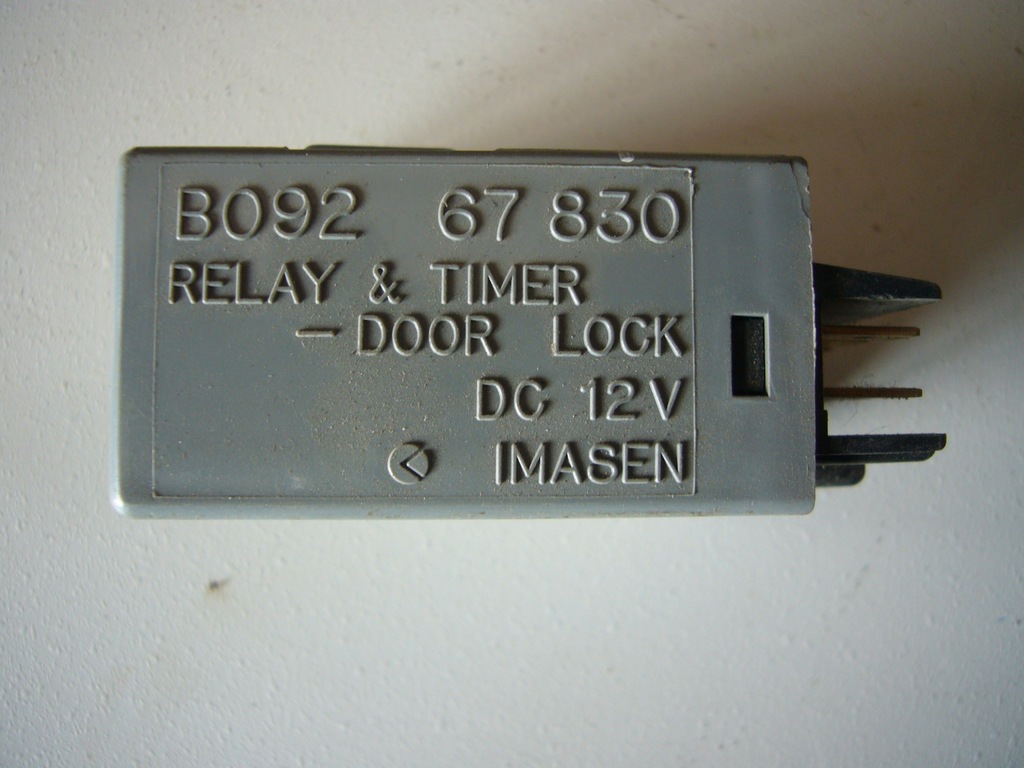 B092 67 830
RELAY & TIMER
- DOOR LOCK
DC 12V
IMASEN